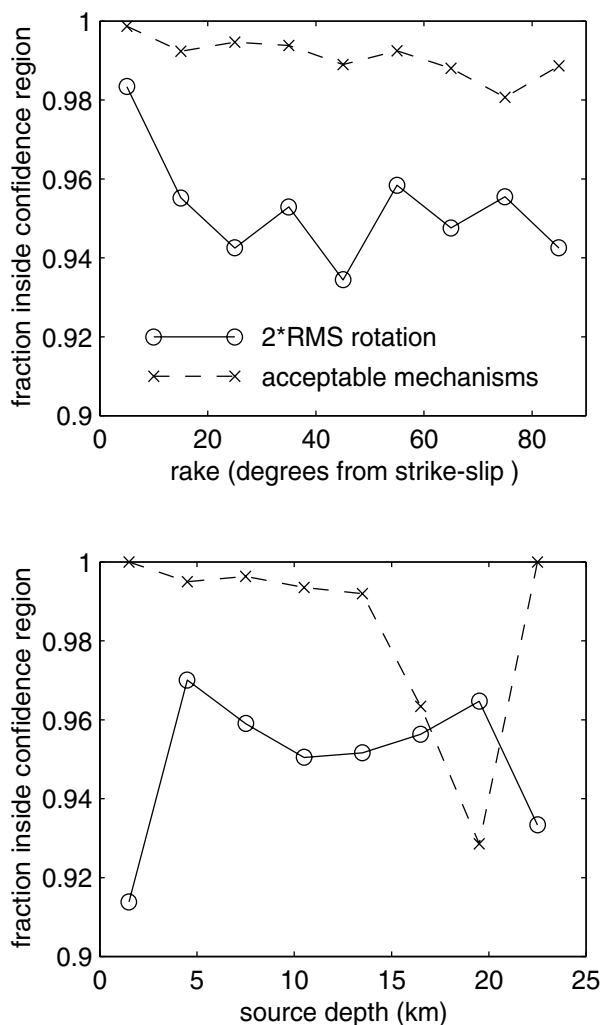 1
0.98
0.96
0.94
0.92
0.9
fraction inside confidence region
2*RMS rotation
acceptable mechanisms
0 20 40 60 80
rake (degrees from strike-slip )
1
0.98
0.96
0.94
0.92
0.9
fraction inside confidence region
0 5 10 15 20 25
source depth (km)